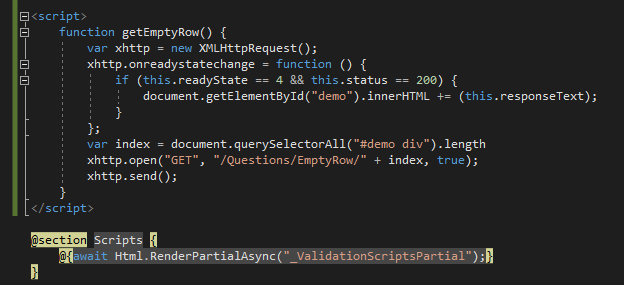 <script>
function getEmptyRow() {
var xhttp = new XMLHttpRequest();
xhttp.onreadystatechange = function () {
if (this.readyState == 4 && this.status == 200) {
document.getElementById("demo").innerHTML += (this.responseText);
}
};
var index = document.querySelectorAll("#demo div").length
xhttp.open("GET", "/Questions/EmptyRow/" + index, true);
xhttp.send();
}
</script>
@section Scripts {
@{await Html.RenderPartialAsync("_ValidationScriptsPartial");}
}